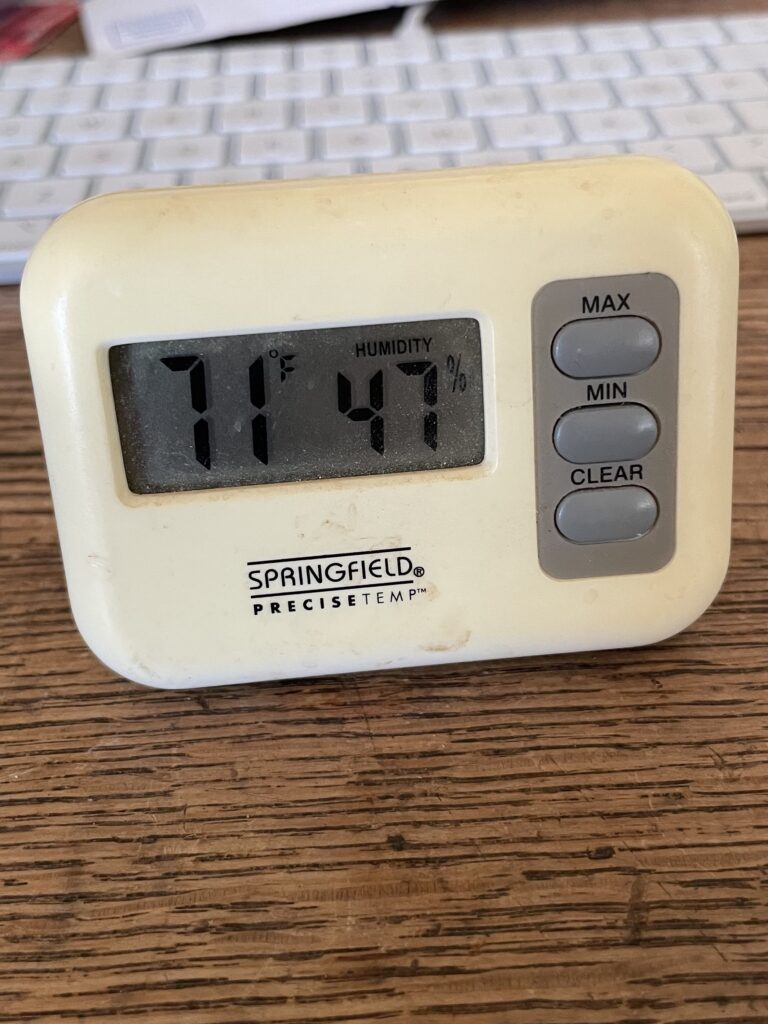 71°F
HUMIDITY
47%
MAX
MIN
CLEAR
SPRINGFIELD®
PRECISETEMP™